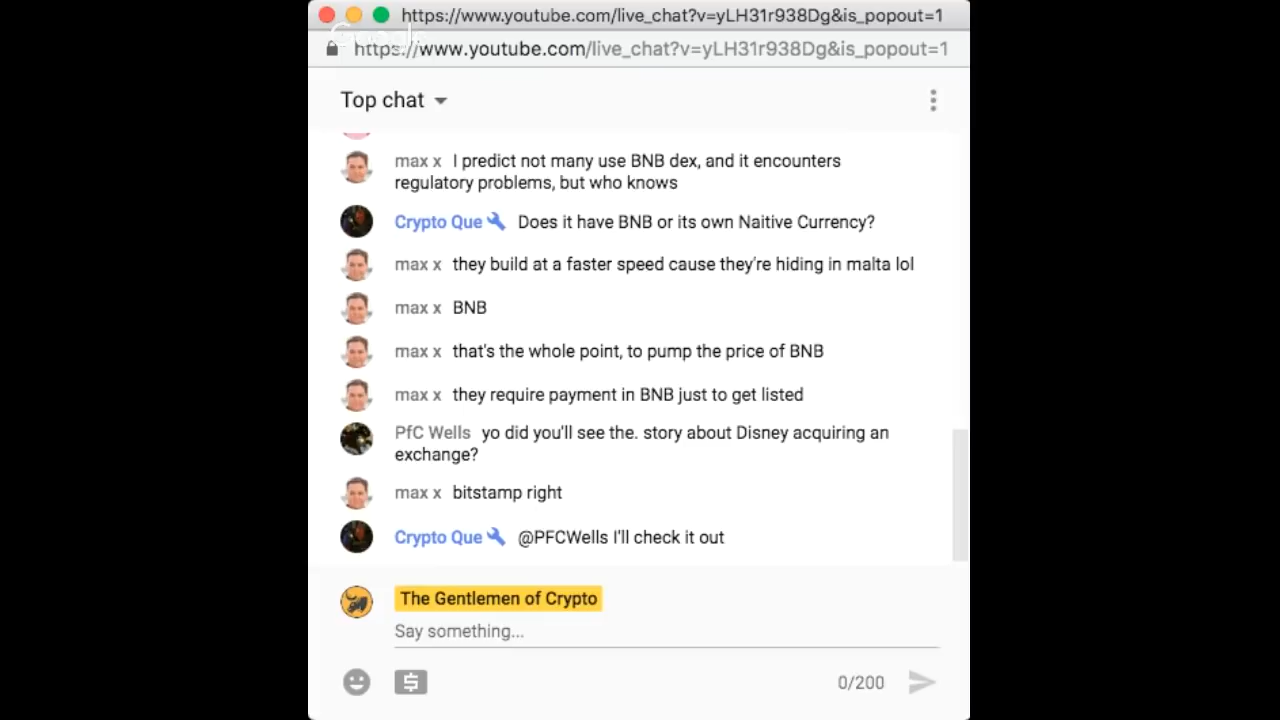 https://www.youtube.com/live_chat?v=yLH31r938Dg&is_popout=1
Google
https://www.youtube.com/live_chat?v=yLH31r938Dg&is_popout=1
Top chat
max x I predict not many use BNB dex, and it encounters
regulatory problems, but who knows
Crypto Que Does it have BNB or its own Naitive Currency?
max x they build at a faster speed cause they're hiding in malta lol
max x BNB
max x that's the whole point, to pump the price of BNB
max x they require payment in BNB just to get listed
PfC Wells yo did you'll see the. story about Disney acquiring an
exchange?
max x bitstamp right
Crypto Que @PFCWells I'll check it out
The Gentlemen of Crypto
Say something...
$
0/200